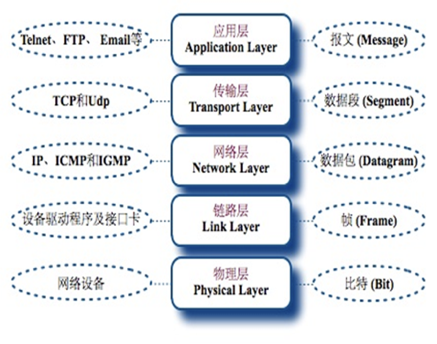 Telnet、FTP、 Email等
应用层
Application Layer
报文 (Message)
TCP和Udp
传输层
Transport Layer
数据段 (Segment)
IP、ICMP和IGMP
网络层
Network Layer
数据包 (Datagram)
设备驱动程序及接口卡
链路层
Link Layer
帧 (Frame)
网络设备
物理层
Physical Layer
比特 (Bit)